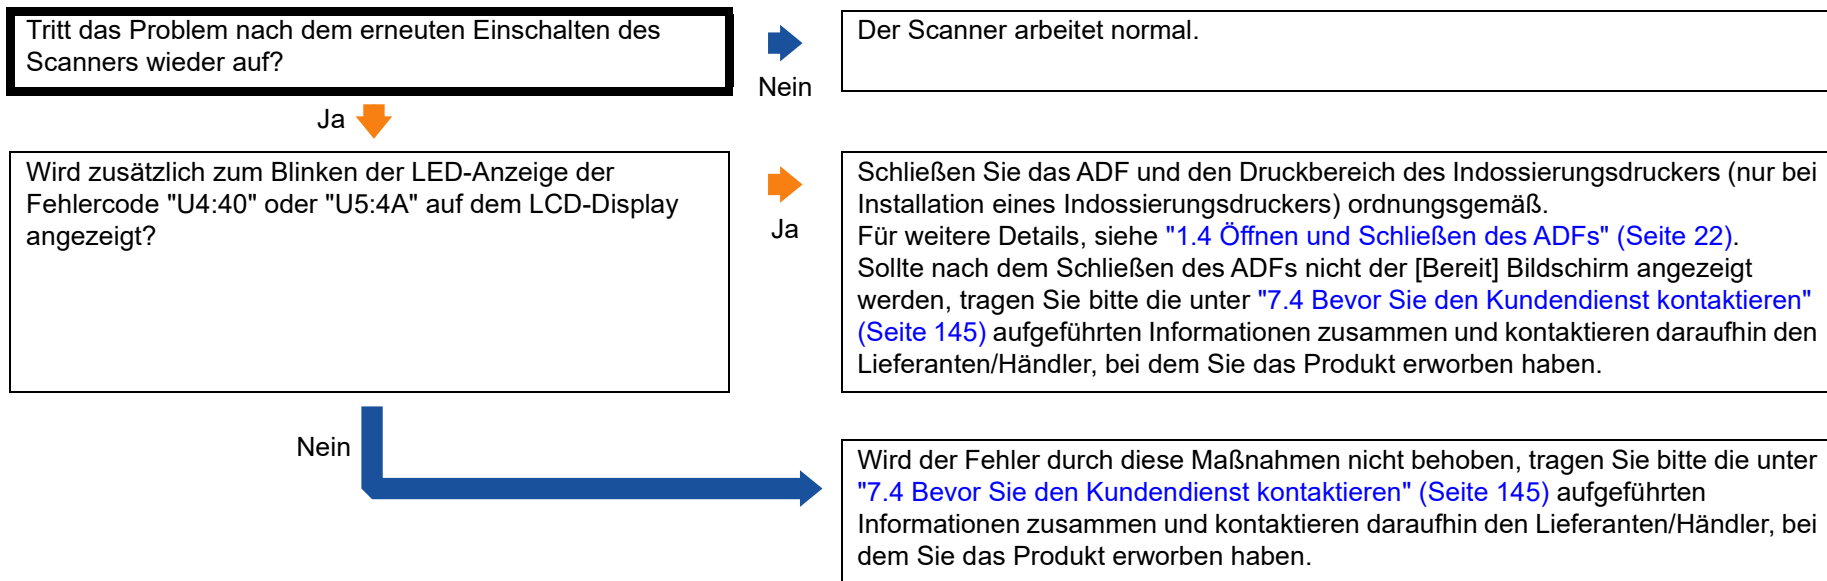 Tritt das Problem nach dem erneuten Einschalten des
Scanners wieder auf?
Nein
Der Scanner arbeitet normal.
Ja
Wird zusätzlich zum Blinken der LED-Anzeige der
Fehlercode "U4:40" oder "U5:4A" auf dem LCD-Display
angezeigt?
Ja
Schließen Sie das ADF und den Druckbereich des Indossierungsdruckers (nur bei
Installation eines Indossierungsdruckers) ordnungsgemäß.
Für weitere Details, siehe "1.4 Öffnen und Schließen des ADFs" (Seite 22).
Sollte nach dem Schließen des ADFs nicht der [Bereit] Bildschirm angezeigt
werden, tragen Sie bitte die unter "7.4 Bevor Sie den Kundendienst kontaktieren"
(Seite 145) aufgeführten Informationen zusammen und kontaktieren daraufhin den
Lieferanten/Händler, bei dem Sie das Produkt erworben haben.
Nein
Wird der Fehler durch diese Maßnahmen nicht behoben, tragen Sie bitte die unter
"7.4 Bevor Sie den Kundendienst kontaktieren" (Seite 145) aufgeführten
Informationen zusammen und kontaktieren daraufhin den Lieferanten/Händler, bei
dem Sie das Produkt erworben haben.